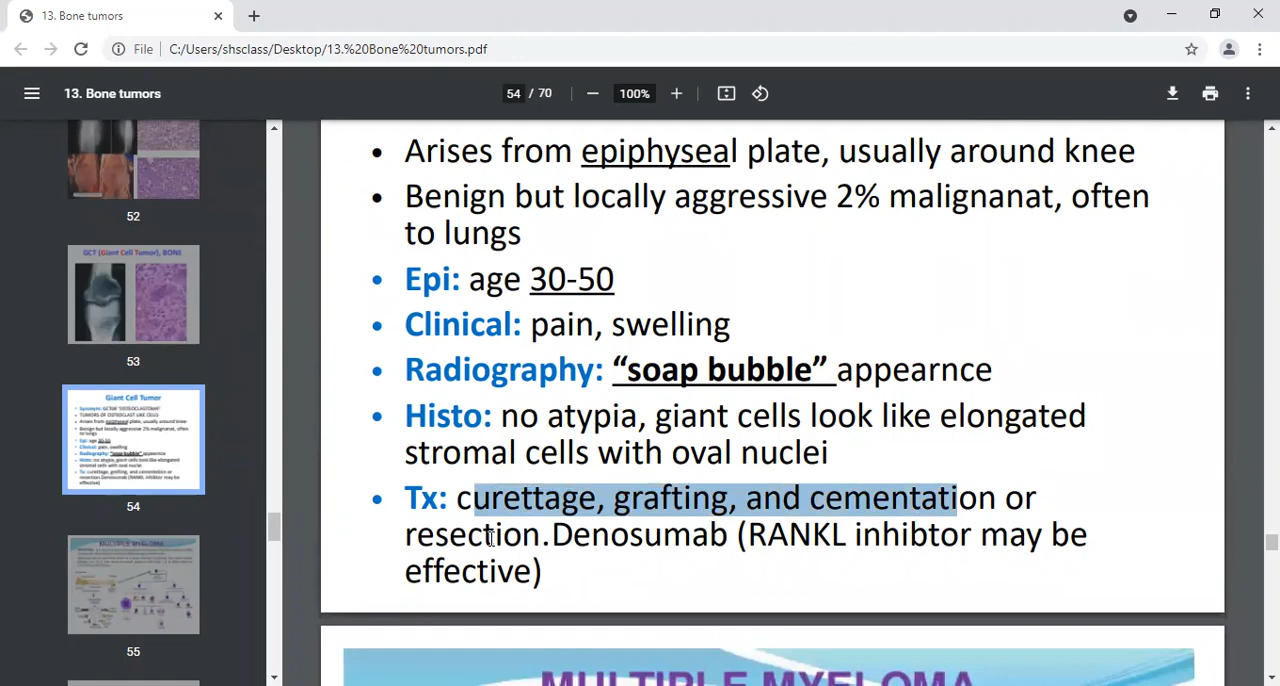 13. Bone tumors
File
C:/Users/shsclass/Desktop/13.%20Bone%20tumors.pdf
13. Bone tumors
54 / 70
100%
52
GCT (Giant Cell Tumor), BONE
53
Giant Cell Tumor
54
MULTIPLE MYELOMA
55
• Arises from epiphyseal plate, usually around knee
• Benign but locally aggressive 2% malignanat, often
to lungs
• Epi: age 30-50
• Clinical: pain, swelling
• Radiography: “soap bubble” appearnce
• Histo: no atypia, giant cells look like elongated
stromal cells with oval nuclei
• Tx: curettage, grafting, and cementation or
resection.Denosumab (RANKL inhibtor may be
effective)
MULTIPLE MYELOMA